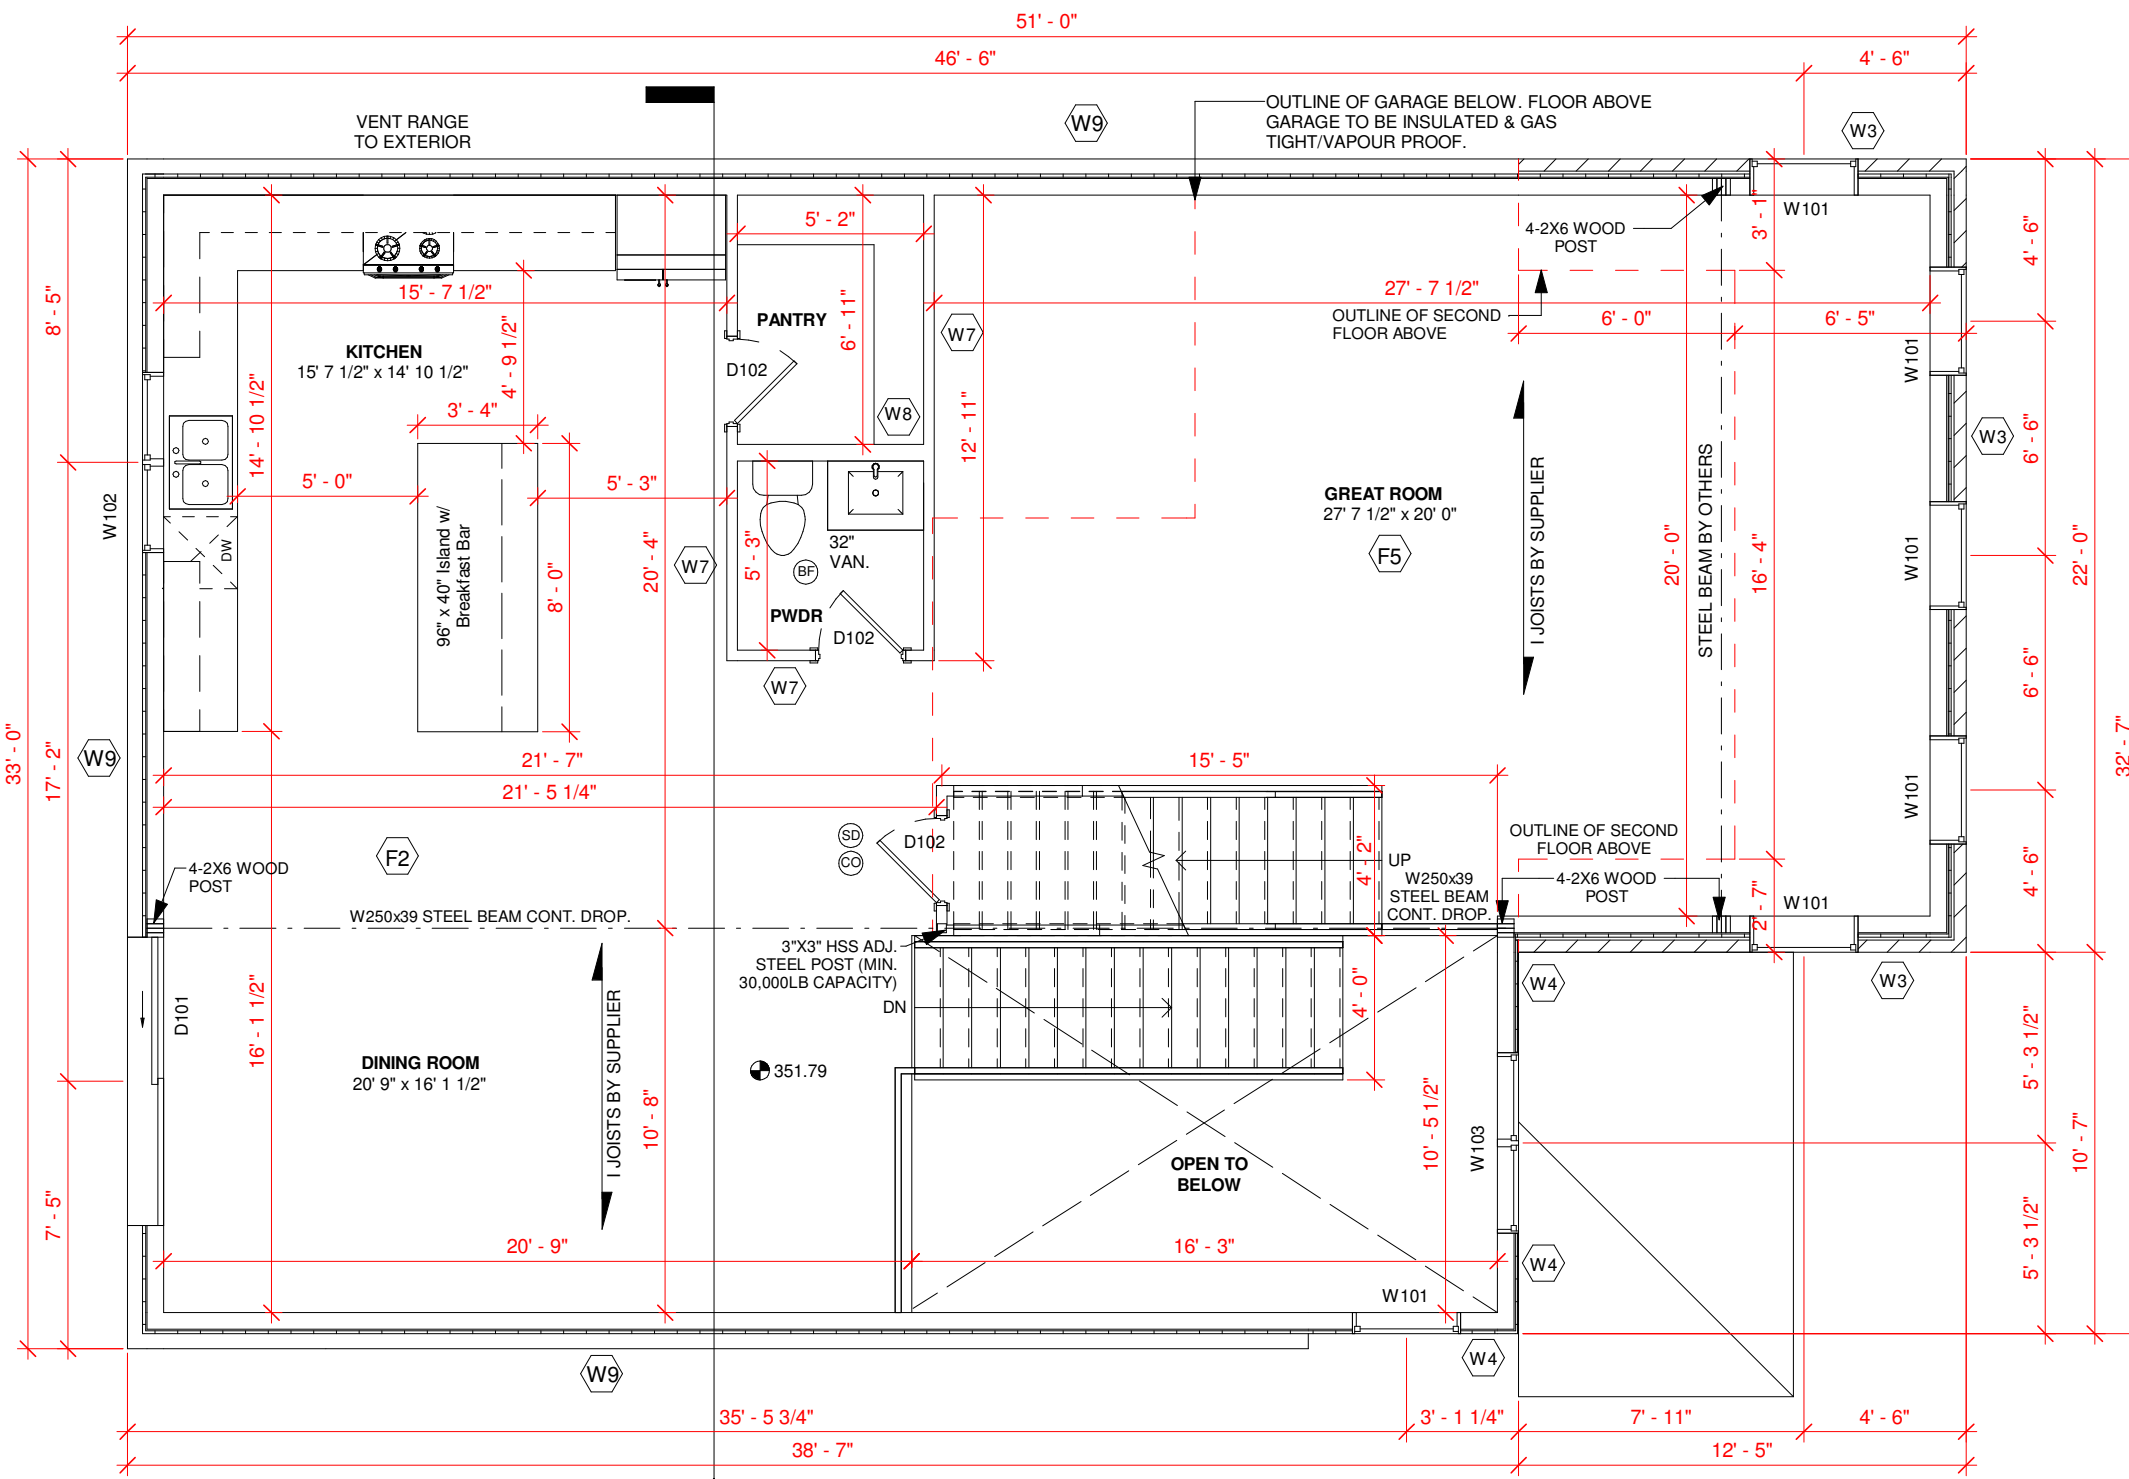 51' - 0"
46' - 6"
4' - 6"
VENT RANGE
TO EXTERIOR
W9
OUTLINE OF GARAGE BELOW. FLOOR ABOVE
GARAGE TO BE INSULATED & GAS
TIGHT/VAPOUR PROOF.
W3
5' - 2"
4-2X6 WOOD
POST
W101
3' - 1"
4' - 6"
8' - 5"
15' - 7 1/2"
27' - 7 1/2"
OUTLINE OF SECOND
FLOOR ABOVE
6' - 0"
6' - 5"
PANTRY
6' - 11"
W7
KITCHEN
15' 7 1/2" x 14' 10 1/2"
4' - 9 1/2"
D102
W101
3' - 4"
W8
14' - 10 1/2"
12' - 11"
W3
6' - 6"
5' - 0"
5' - 3"
GREAT ROOM
27' 7 1/2" x 20' 0"
F5
I JOISTS BY SUPPLIER
STEEL BEAM BY OTHERS
W102
DW
96" x 40" Island w/
Breakfast Bar
8' - 0"
20' - 4"
W7
5' - 3"
32"
VAN.
BF
PWDR
D102
W7
20' - 0"
16' - 4"
W101
22' - 0"
6' - 6"
33' - 0"
17' - 2"
W9
32' - 7"
21' - 7"
15' - 5"
21' - 5 1/4"
W101
F2
SD
CO
D102
4' - 2"
UP
OUTLINE OF SECOND
FLOOR ABOVE
4' - 6"
4-2X6 WOOD
POST
W250x39
STEEL BEAM
CONT. DROP.
4-2X6 WOOD
POST
2' - 7"
W101
W250x39 STEEL BEAM CONT. DROP.
3"X3" HSS ADJ.
STEEL POST (MIN.
30,000LB CAPACITY)
W4
W3
D101
16' - 1 1/2"
I JOISTS BY SUPPLIER
DN
4' - 0"
5' - 3 1/2"
DINING ROOM
20' 9" x 16' 1 1/2"
351.79
10' - 8"
10' - 5 1/2"
W103
10' - 7"
OPEN TO
BELOW
7' - 5"
20' - 9"
16' - 3"
W4
5' - 3 1/2"
W101
W9
W4
35' - 5 3/4"
3' - 1 1/4"
7' - 11"
4' - 6"
38' - 7"
12' - 5"